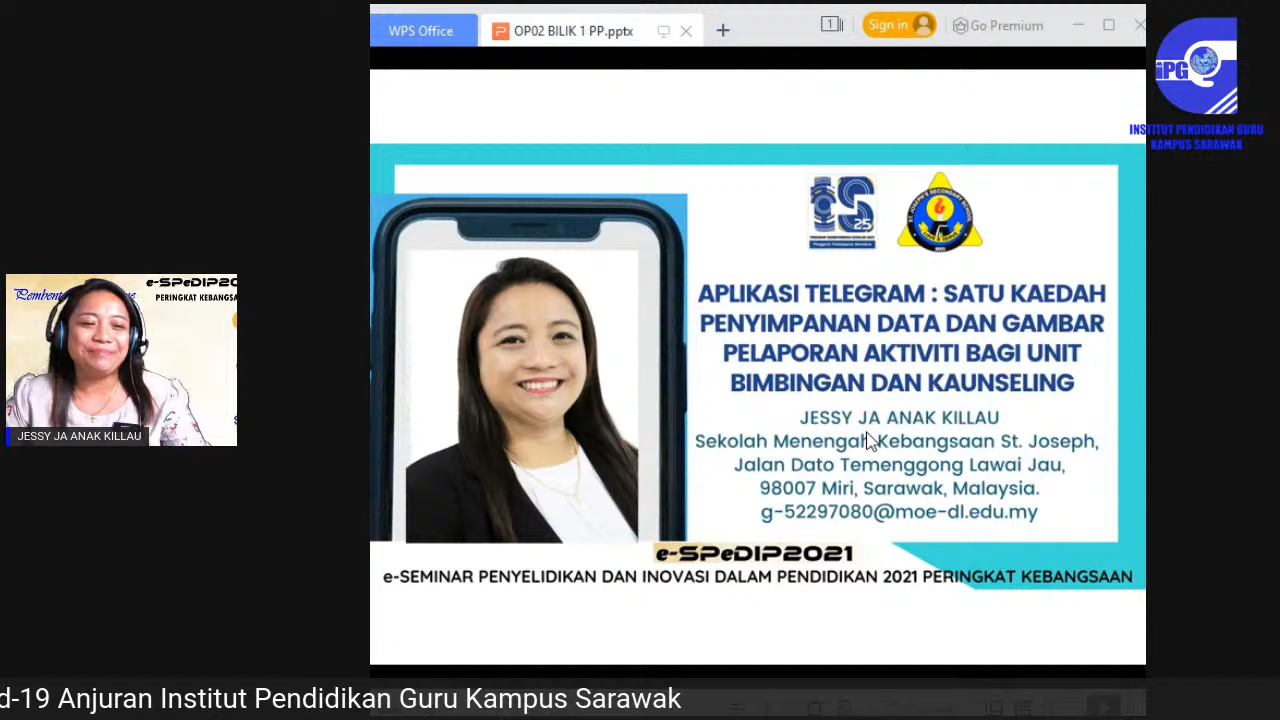 WPS Office
OP02 BILIK 1 PP.pptx
1
Sign in
Go Premium
iPG
INSTITUT PENDIDIKAN GURU
KAMPUS SARAWAK
25
APLIKASI TELEGRAM : SATU KAEDAH
PENYIMPANAN DATA DAN GAMBAR
PELAPORAN AKTIVITI BAGI UNIT
BIMBINGAN DAN KAUNSELING
JESSY JA ANAK KILLAU
Sekolah Menengah Kebangsaan St. Joseph,
Jalan Dato Temenggong Lawai Jau,
98007 Miri, Sarawak, Malaysia.
g-52297080@moe-dl.edu.my
e-SPeDIP20
PERINGKAT KEBANGSA
JESSY JA ANAK KILLAU
e-SPeDIP2021
e-SEMINAR PENYELIDIKAN DAN INOVASI DALAM PENDIDIKAN 2021 PERINGKAT KEBANGSAAN
d-19 Anjuran Institut Pendidikan Guru Kampus Sarawak